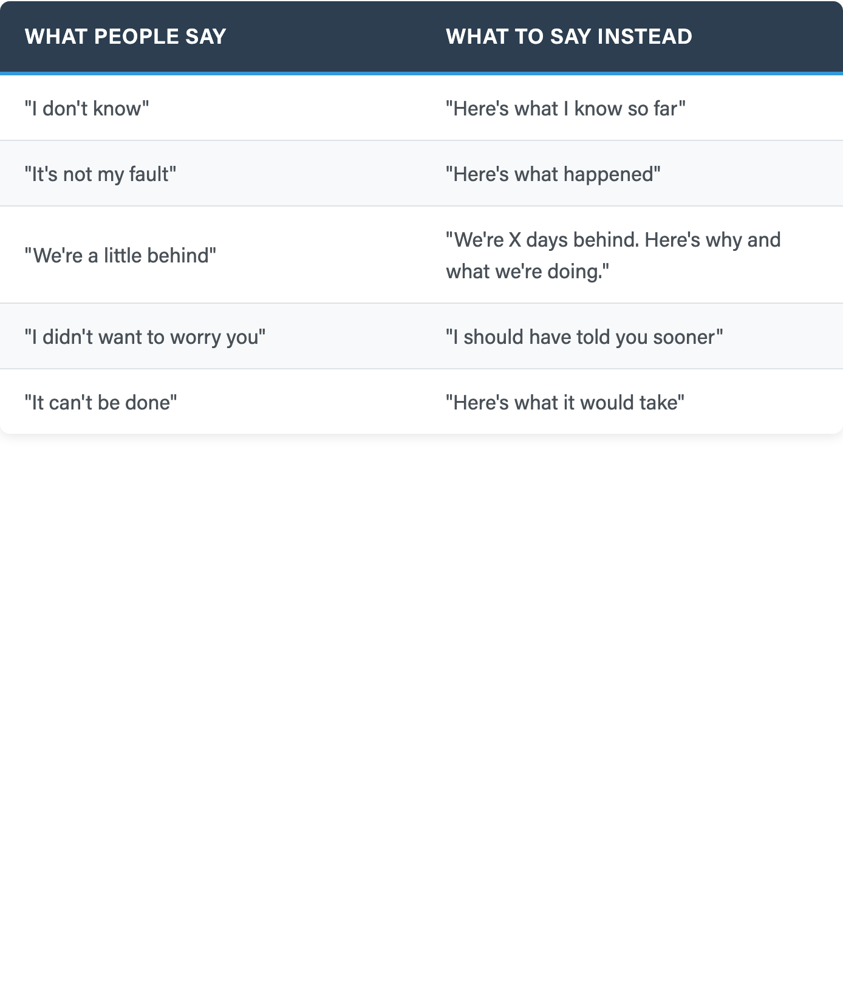 WHAT PEOPLE SAY
WHAT TO SAY INSTEAD
"I don't know"
"Here's what I know so far"
"It's not my fault"
"Here's what happened"
"We're a little behind"
"We're X days behind. Here's why and
what we're doing."
"I didn't want to worry you"
"I should have told you sooner"
"It can't be done"
"Here's what it would take"